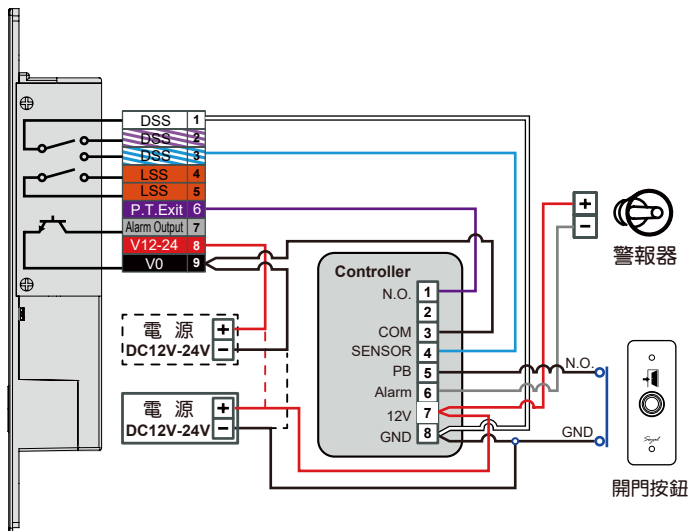 DSS 1
DSS 2
DSS 3
LSS 4
LSS 5
P.T.Exit 6
Alarm Output 7
V12-24 8
V0 9
電 源 +
DC12V-24V −
電 源 +
DC12V-24V −
Controller
N.O. 1
2
COM 3
SENSOR 4
PB 5
Alarm 6
12V 7
GND 8
+
−
警報器
N.O.
GND
Soyal
開門按鈕